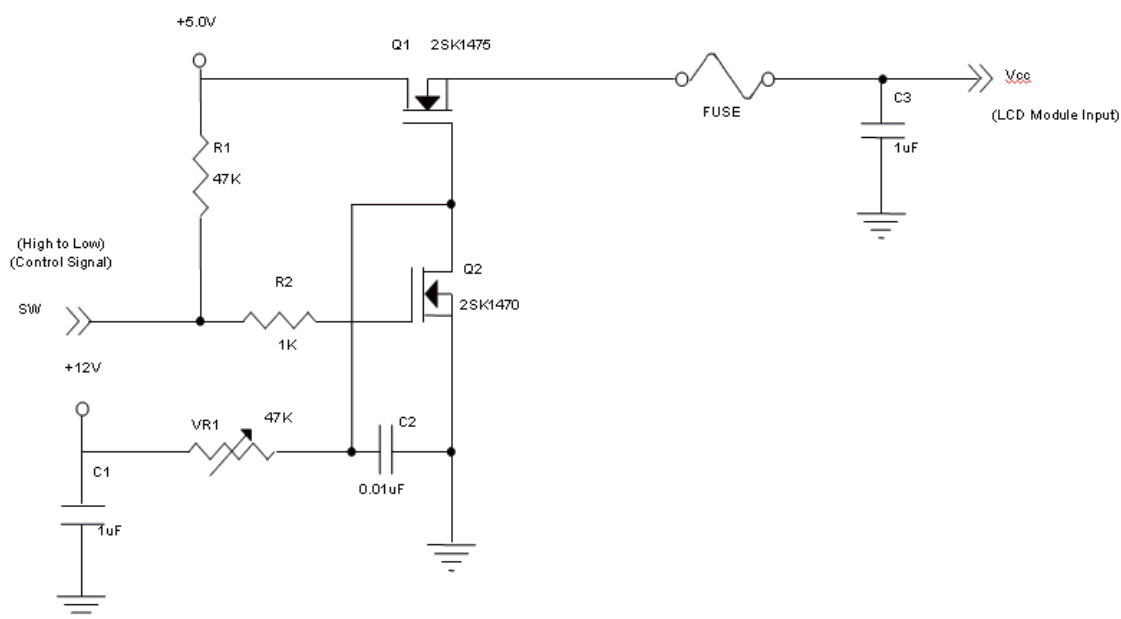 +5.0V
Q1 2SK1475
Vcc
C3
FUSE
(LCD Module Input)
R1
1uF
47K
(High to Low)
(Control Signal)
Q2
R2
SW
2SK1470
1K
+12V
47K
VR1
C2
C1
0.01uF
1uF